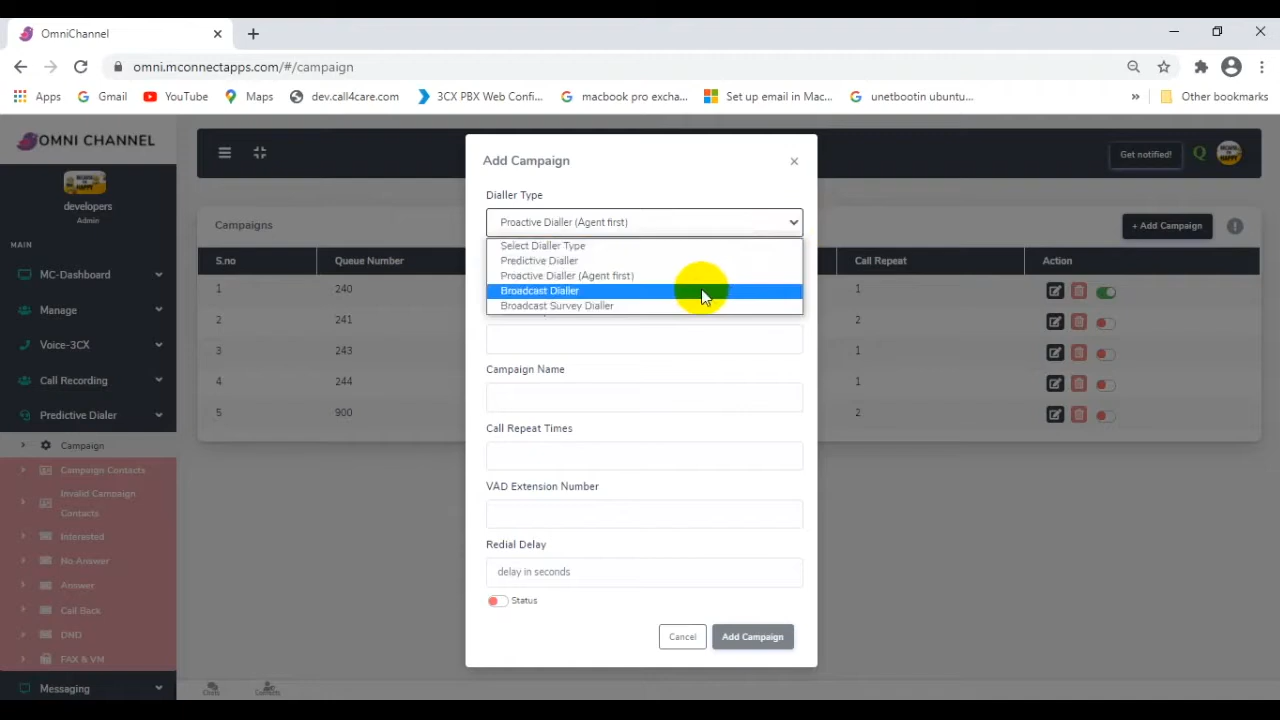 OmniChannel
omni.mconnectapps.com/#/campaign
Apps Gmail YouTube Maps dev.call4care.com 3CX PBX Web Confi... macbook pro excha... Set up email in Mac... unetbootin ubuntu... » Other bookmarks
OMNI CHANNEL
developers
Admin
MAIN
MC-Dashboard
Manage
Voice-3CX
Call Recording
Predictive Dialer
Campaign
Campaign Contacts
Invalid Campaign
Contacts
Interested
No Answer
Answer
Call Back
DND
FAX & VM
Messaging
Get notified!
Campaigns
+ Add Campaign
S.no Queue Number Call Repeat Action
1 240 1
2 241 2
3 243 1
4 244 1
5 900 2
Add Campaign
Dialler Type
Proactive Dialler (Agent first)
Select Dialler Type
Predictive Dialler
Proactive Dialler (Agent first)
Broadcast Dialler
Broadcast Survey Dialler
Campaign Name
Call Repeat Times
VAD Extension Number
Redial Delay
delay in seconds
Status
Cancel Add Campaign
Chats Contacts